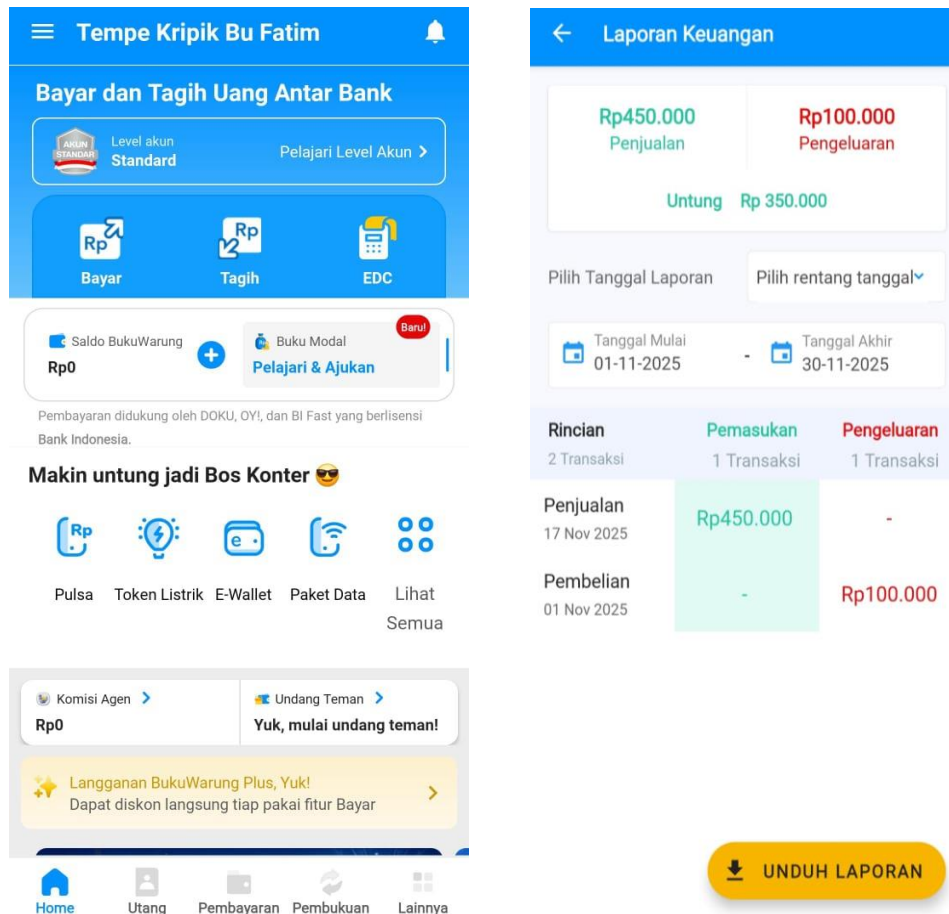 Tempe Kripik Bu Fatim
Bayar dan Tagih Uang Antar Bank
AKUN
STANDAR
Level akun
Standard
Pelajari Level Akun >
Rp
Bayar
Rp
Tagih
EDC
Saldo BukuWarung
Rp0
Buku Modal
Baru!
Pelajari & Ajukan
Pembayaran didukung oleh DOKU, OY!, dan BI Fast yang berlisensi
Bank Indonesia.
Makin untung jadi Bos Konter 😎
Rp
e
Pulsa Token Listrik E-Wallet Paket Data Lihat
Semua
Komisi Agen >
Rp0
Undang Teman >
Yuk, mulai undang teman!
Langganan BukuWarung Plus, Yuk!
Dapat diskon langsung tiap pakai fitur Bayar
Home Utang Pembayaran Pembukuan Lainnya
Laporan Keuangan
Rp450.000 Rp100.000
Penjualan Pengeluaran
Untung Rp 350.000
Pilih Tanggal Laporan Pilih rentang tanggal
Tanggal Mulai
01-11-2025
-
Tanggal Akhir
30-11-2025
Rincian Pemasukan Pengeluaran
2 Transaksi 1 Transaksi 1 Transaksi
Penjualan
17 Nov 2025
Rp450.000 -
Pembelian
01 Nov 2025
- Rp100.000
UNDUH LAPORAN